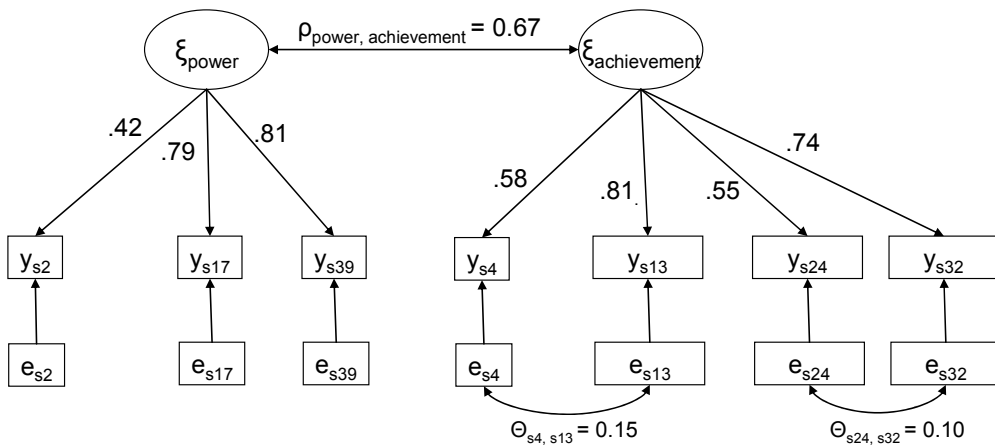 ρpower, achievement = 0.67
ξpower
ξachievement
.42
.79
.81
.58
.81.
.55
.74
ys2
ys17
ys39
ys4
ys13
ys24
ys32
es2
es17
es39
es4
es13
es24
es32
Θs4, s13 = 0.15
Θs24, s32 = 0.10